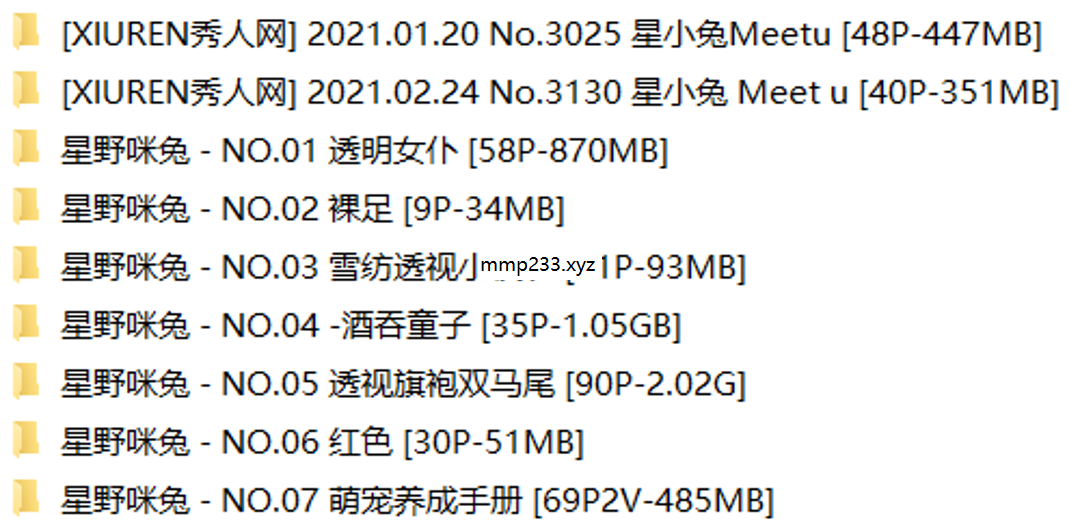 [XIUREN秀人网] 2021.01.20 No.3025 星小兔Meetu [48P-447MB]
[XIUREN秀人网] 2021.02.24 No.3130 星小兔 Meet u [40P-351MB]
星野咪兔 - NO.01 透明女仆 [58P-870MB]
星野咪兔 - NO.02 裸足 [9P-34MB]
星野咪兔 - NO.03 雪纺透视小 mmp233.xyz 1P-93MB]
星野咪兔 - NO.04 -酒吞童子 [35P-1.05GB]
星野咪兔 - NO.05 透视旗袍双马尾 [90P-2.02G]
星野咪兔 - NO.06 红色 [30P-51MB]
星野咪兔 - NO.07 萌宠养成手册 [69P2V-485MB]